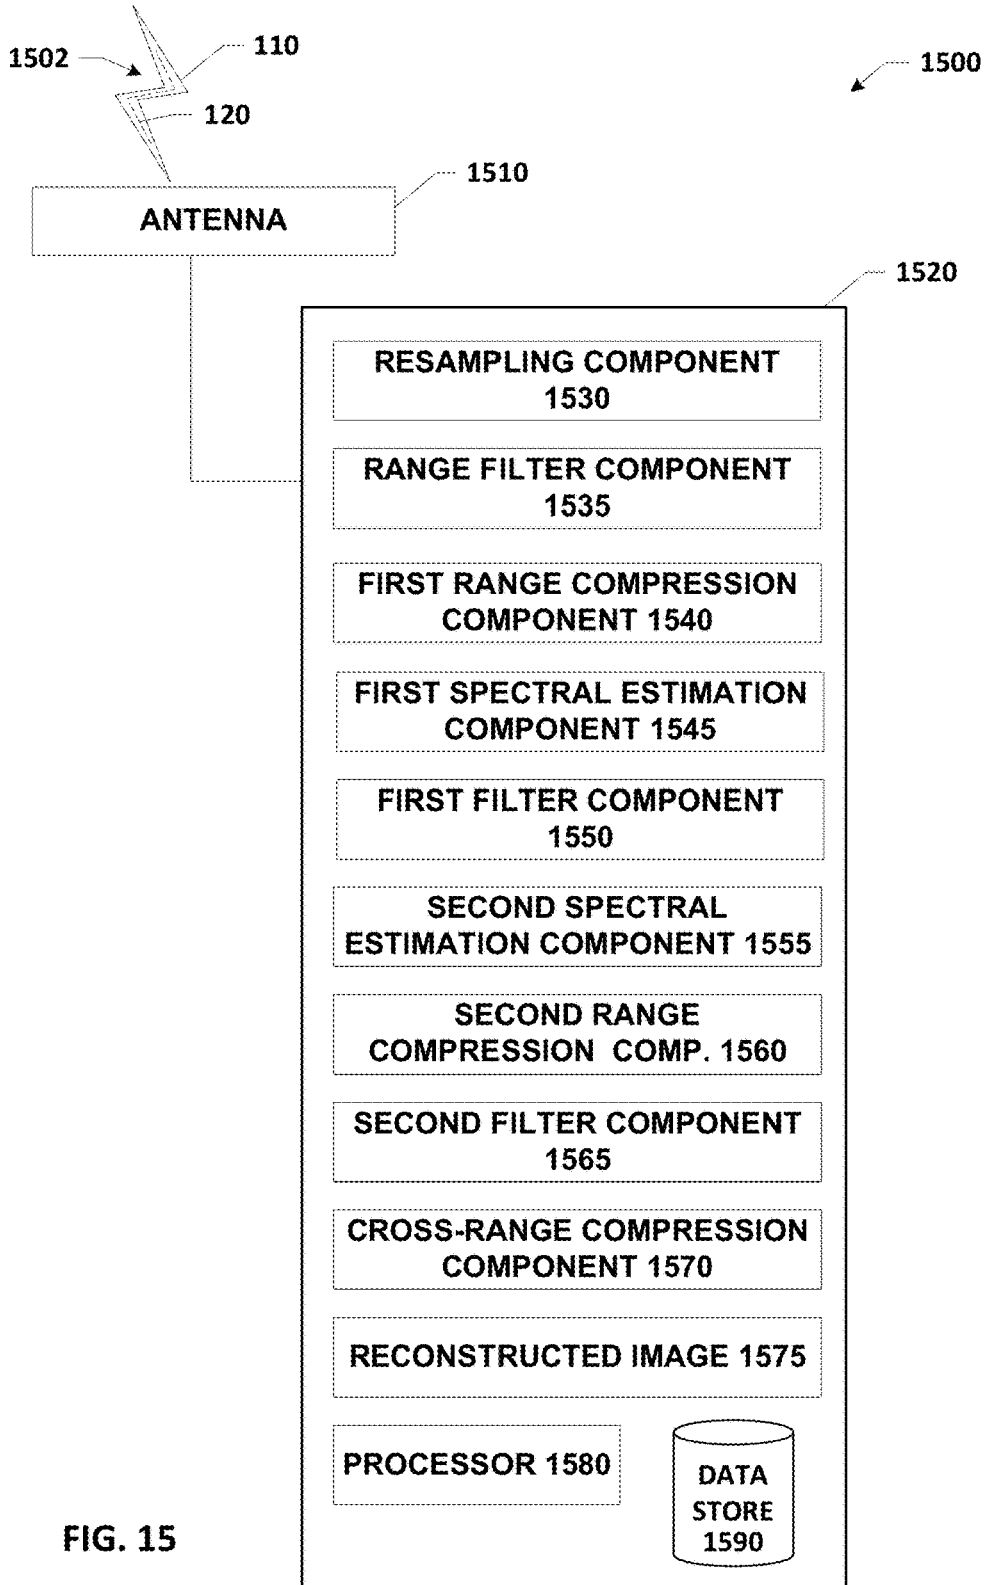 110
1502
1500
120
1510
ANTENNA
1520
RESAMPLING COMPONENT
1530
RANGE FILTER COMPONENT
1535
FIRST RANGE COMPRESSION
COMPONENT 1540
FIRST SPECTRAL ESTIMATION
COMPONENT 1545
FIRST FILTER COMPONENT
1550
SECOND SPECTRAL
ESTIMATION COMPONENT 1555
SECOND RANGE
COMPRESSION COMP. 1560
SECOND FILTER COMPONENT
1565
CROSS-RANGE COMPRESSION
COMPONENT 1570
RECONSTRUCTED IMAGE 1575
PROCESSOR 1580
DATA
STORE
1590
FIG. 15